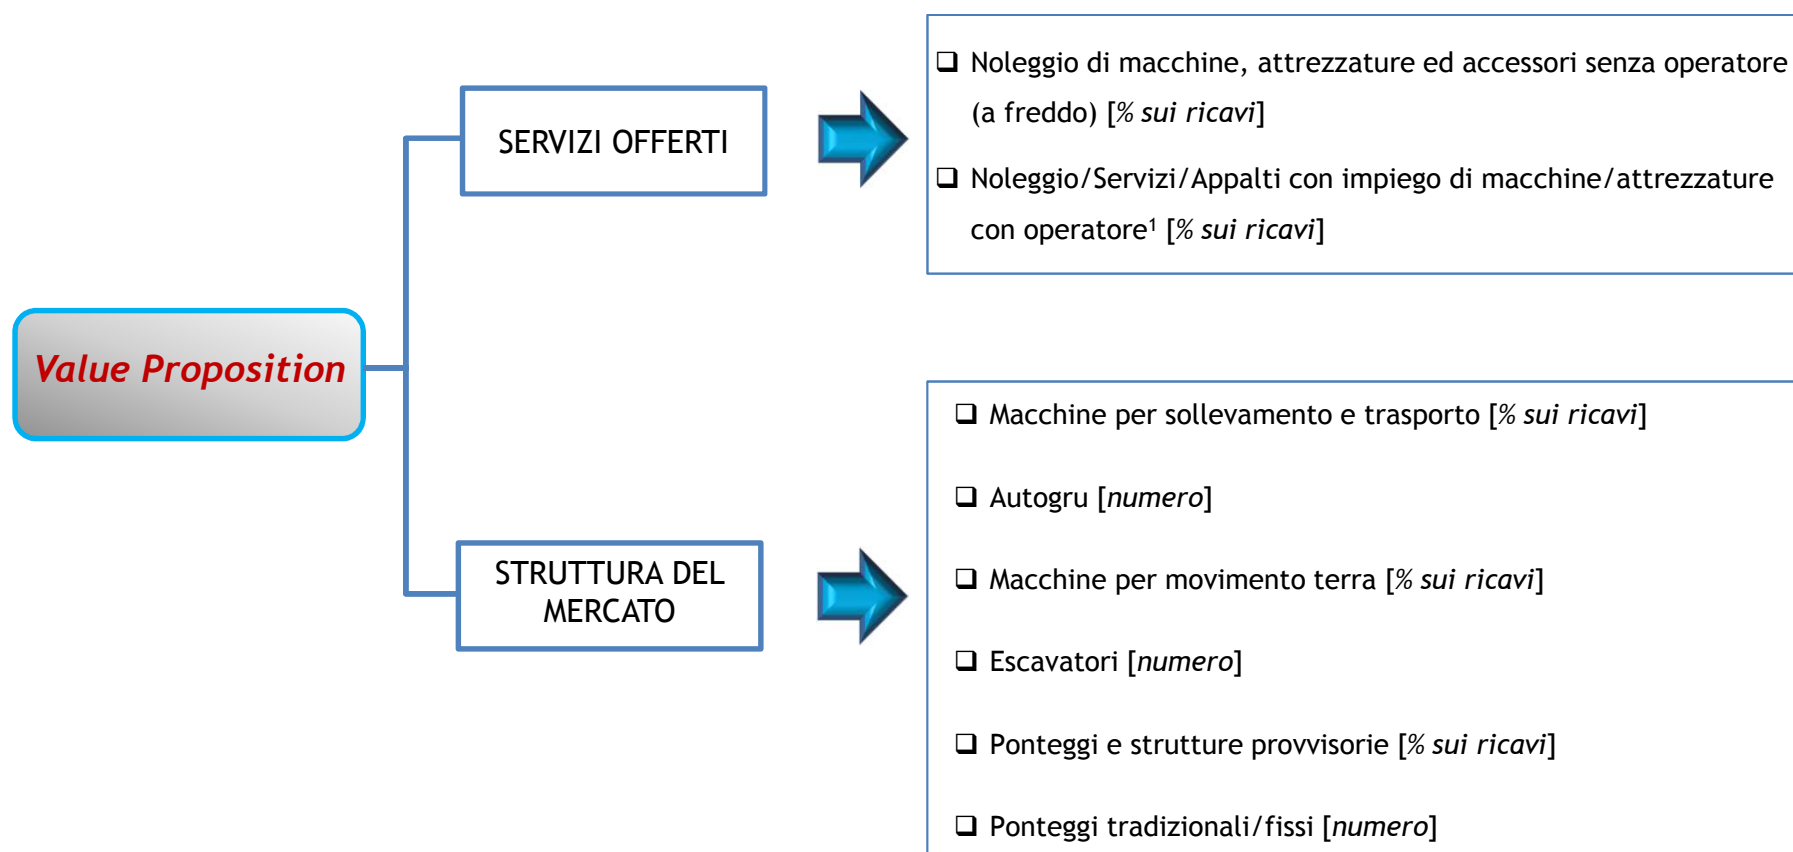 Value Proposition
SERVIZI OFFERTI
❑ Noleggio di macchine, attrezzature ed accessori senza operatore
(a freddo) [% sui ricavi]
❑ Noleggio/Servizi/Appalti con impiego di macchine/attrezzature
con operatore¹ [% sui ricavi]
STRUTTURA DEL
MERCATO
❑ Macchine per sollevamento e trasporto [% sui ricavi]
❑ Autogru [numero]
❑ Macchine per movimento terra [% sui ricavi]
❑ Escavatori [numero]
❑ Ponteggi e strutture provvisorie [% sui ricavi]
❑ Ponteggi tradizionali/fissi [numero]